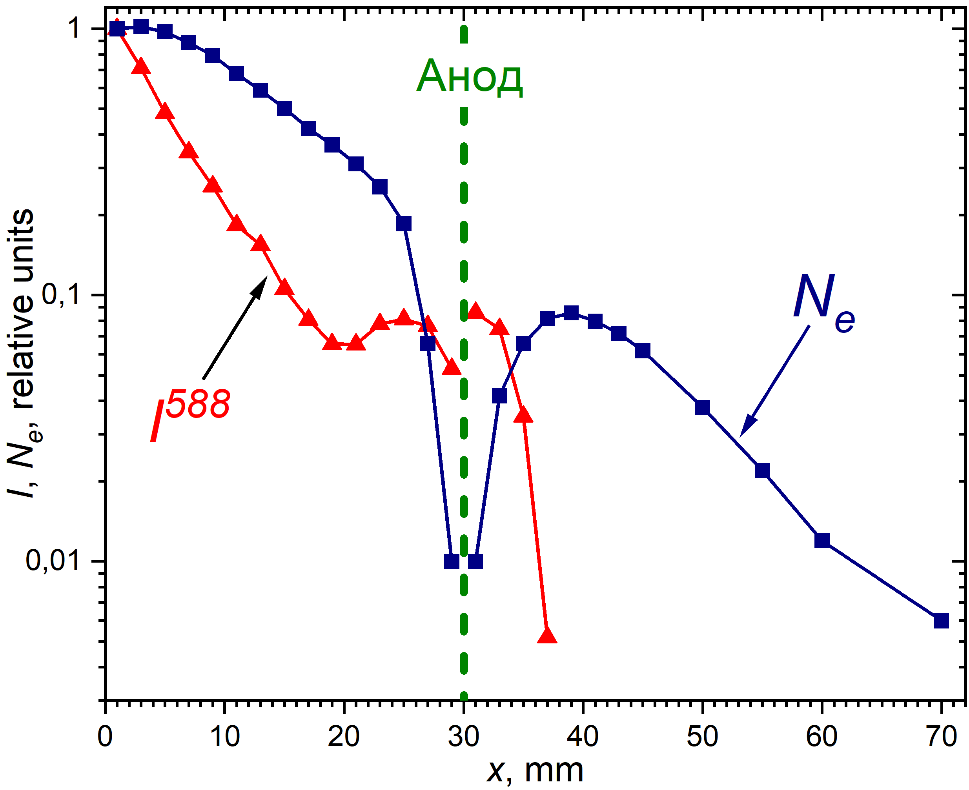 1
0,1
0,01
I, Nₑ, relative units
Анод
I⁵⁸⁸
Nₑ
0 10 20 30 40 50 60 70
x, mm